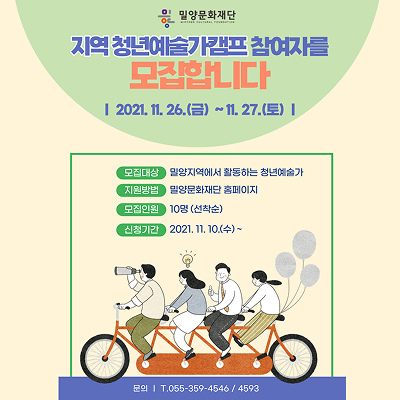 밀양문화재단
MIRYANG CULTURAL FOUNDATION
지역 청년예술가캠프 참여자를
모집합니다
| 2021. 11. 26.(금) ~ 11. 27.(토) |
모집대상 밀양지역에서 활동하는 청년예술가
지원방법 밀양문화재단 홈페이지
모집인원 10명 (선착순)
신청기간 2021. 11. 10.(수) ~
문의 | T.055-359-4546 / 4593